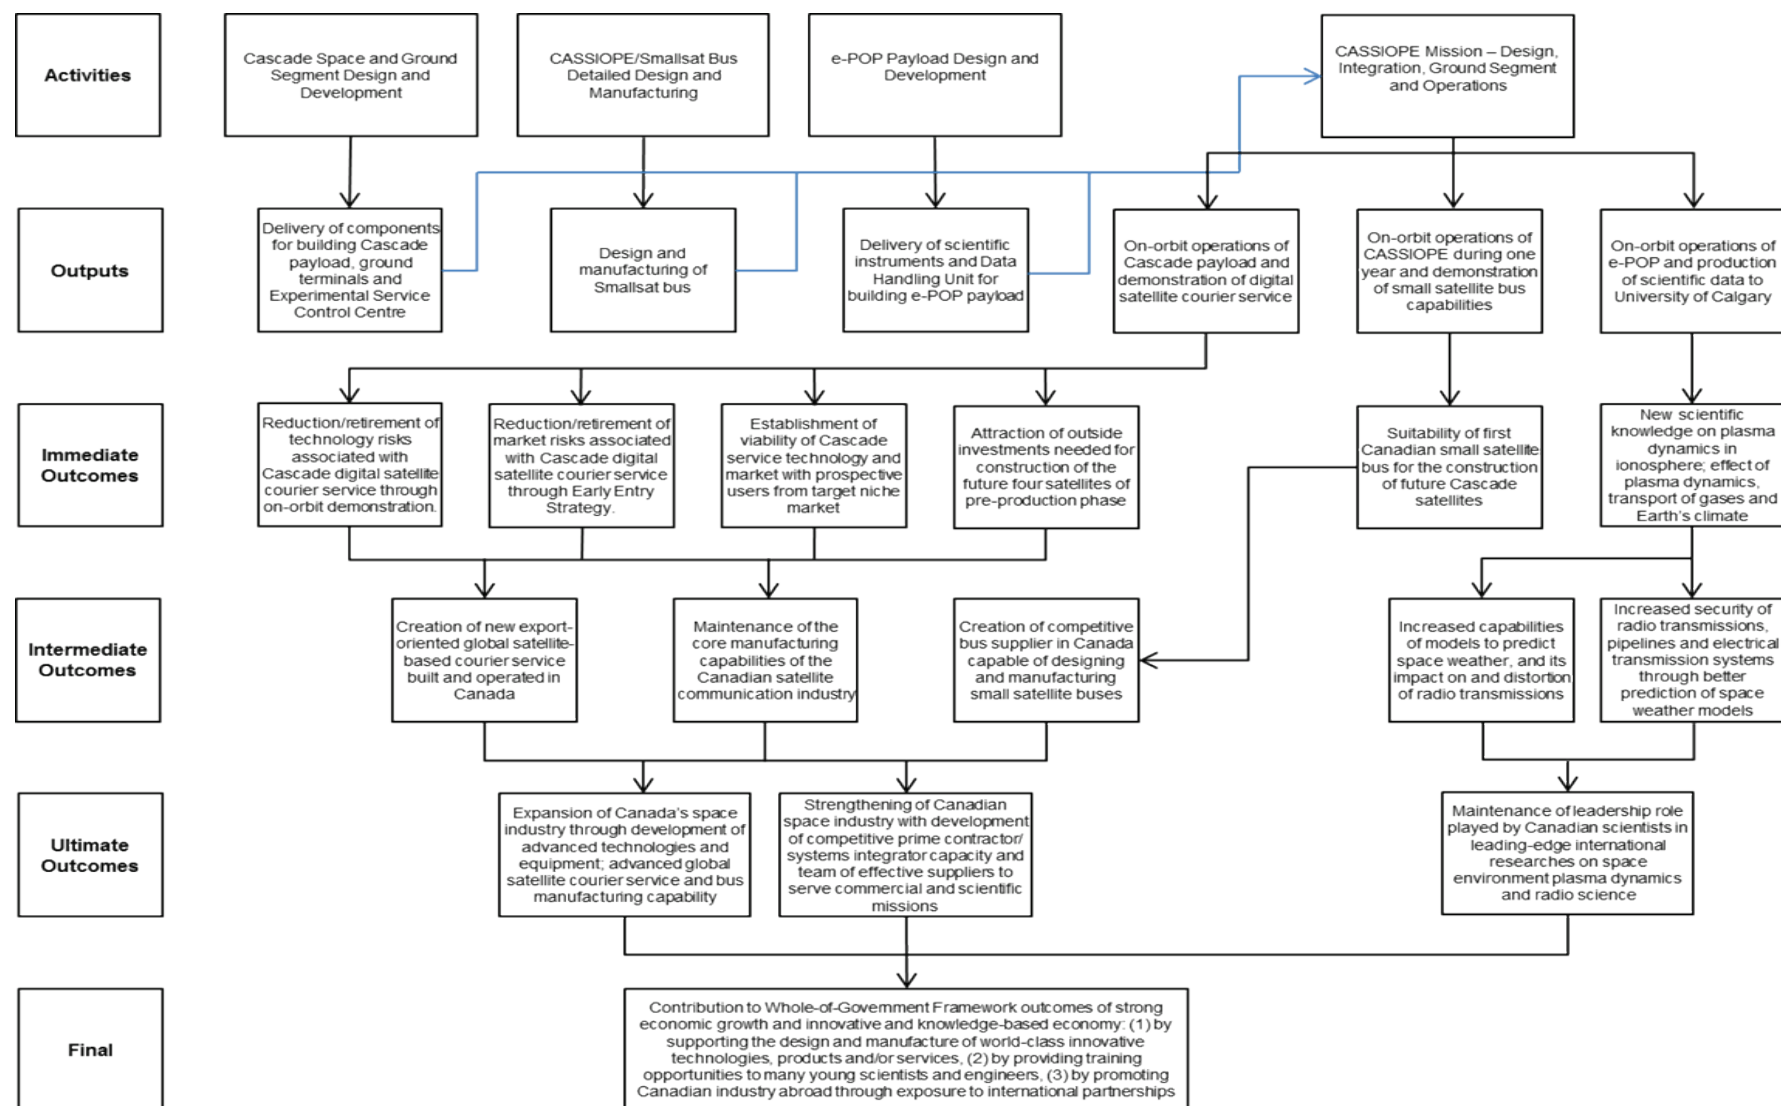 Activities
Cascade Space and Ground
Segment Design and
Development
CASSIOPE/Smallsat Bus
Detailed Design and
Manufacturing
e-POP Payload Design and
Development
CASSIOPE Mission – Design,
Integration, Ground Segment
and Operations
Outputs
Delivery of components
for building Cascade
payload, ground
terminals and
Experimental Service
Control Centre
Design and
manufacturing of
Smallsat bus
Delivery of scientific
instruments and Data
Handling Unit for
building e-POP payload
On-orbit operations of
Cascade payload and
demonstration of digital
satellite courier service
On-orbit operations of
CASSIOPE during one
year and demonstration
of small satellite bus
capabilities
On-orbit operations of
e-POP and production
of scientific data to
University of Calgary
Immediate
Outcomes
Reduction/retirement of
technology risks
associated with
Cascade digital satellite
courier service through
on-orbit demonstration.
Reduction/retirement of
market risks associated
with Cascade digital
satellite courier service
through Early Entry
Strategy.
Establishment of
viability of Cascade
service technology and
market with prospective
users from target niche
market
Attraction of outside
investments needed for
construction of the
future four satellites of
pre-production phase
Suitability of first
Canadian small satellite
bus for the construction
of future Cascade
satellites
New scientific
knowledge on plasma
dynamics in
ionosphere; effect of
plasma dynamics,
transport of gases and
Earth's climate
Intermediate
Outcomes
Creation of new export-
oriented global satellite-
based courier service
built and operated in
Canada
Maintenance of the
core manufacturing
capabilities of the
Canadian satellite
communication industry
Creation of competitive
bus supplier in Canada
capable of designing
and manufacturing
small satellite buses
Increased capabilities
of models to predict
space weather, and its
impact on and distortion
of radio transmissions
Increased security of
radio transmissions,
pipelines and electrical
transmission systems
through better
prediction of space
weather models
Ultimate
Outcomes
Expansion of Canada's space
industry through development of
advanced technologies and
equipment; advanced global
satellite courier service and bus
manufacturing capability
Strengthening of Canadian
space industry with development
of competitive prime contractor/
systems integrator capacity and
team of effective suppliers to
serve commercial and scientific
missions
Maintenance of leadership role
played by Canadian scientists in
leading-edge international
researches on space
environment plasma dynamics
and radio science
Final
Contribution to Whole-of-Government Framework outcomes of strong
economic growth and innovative and knowledge-based economy: (1) by
supporting the design and manufacture of world-class innovative
technologies, products and/or services, (2) by providing training
opportunities to many young scientists and engineers, (3) by promoting
Canadian industry abroad through exposure to international partnerships